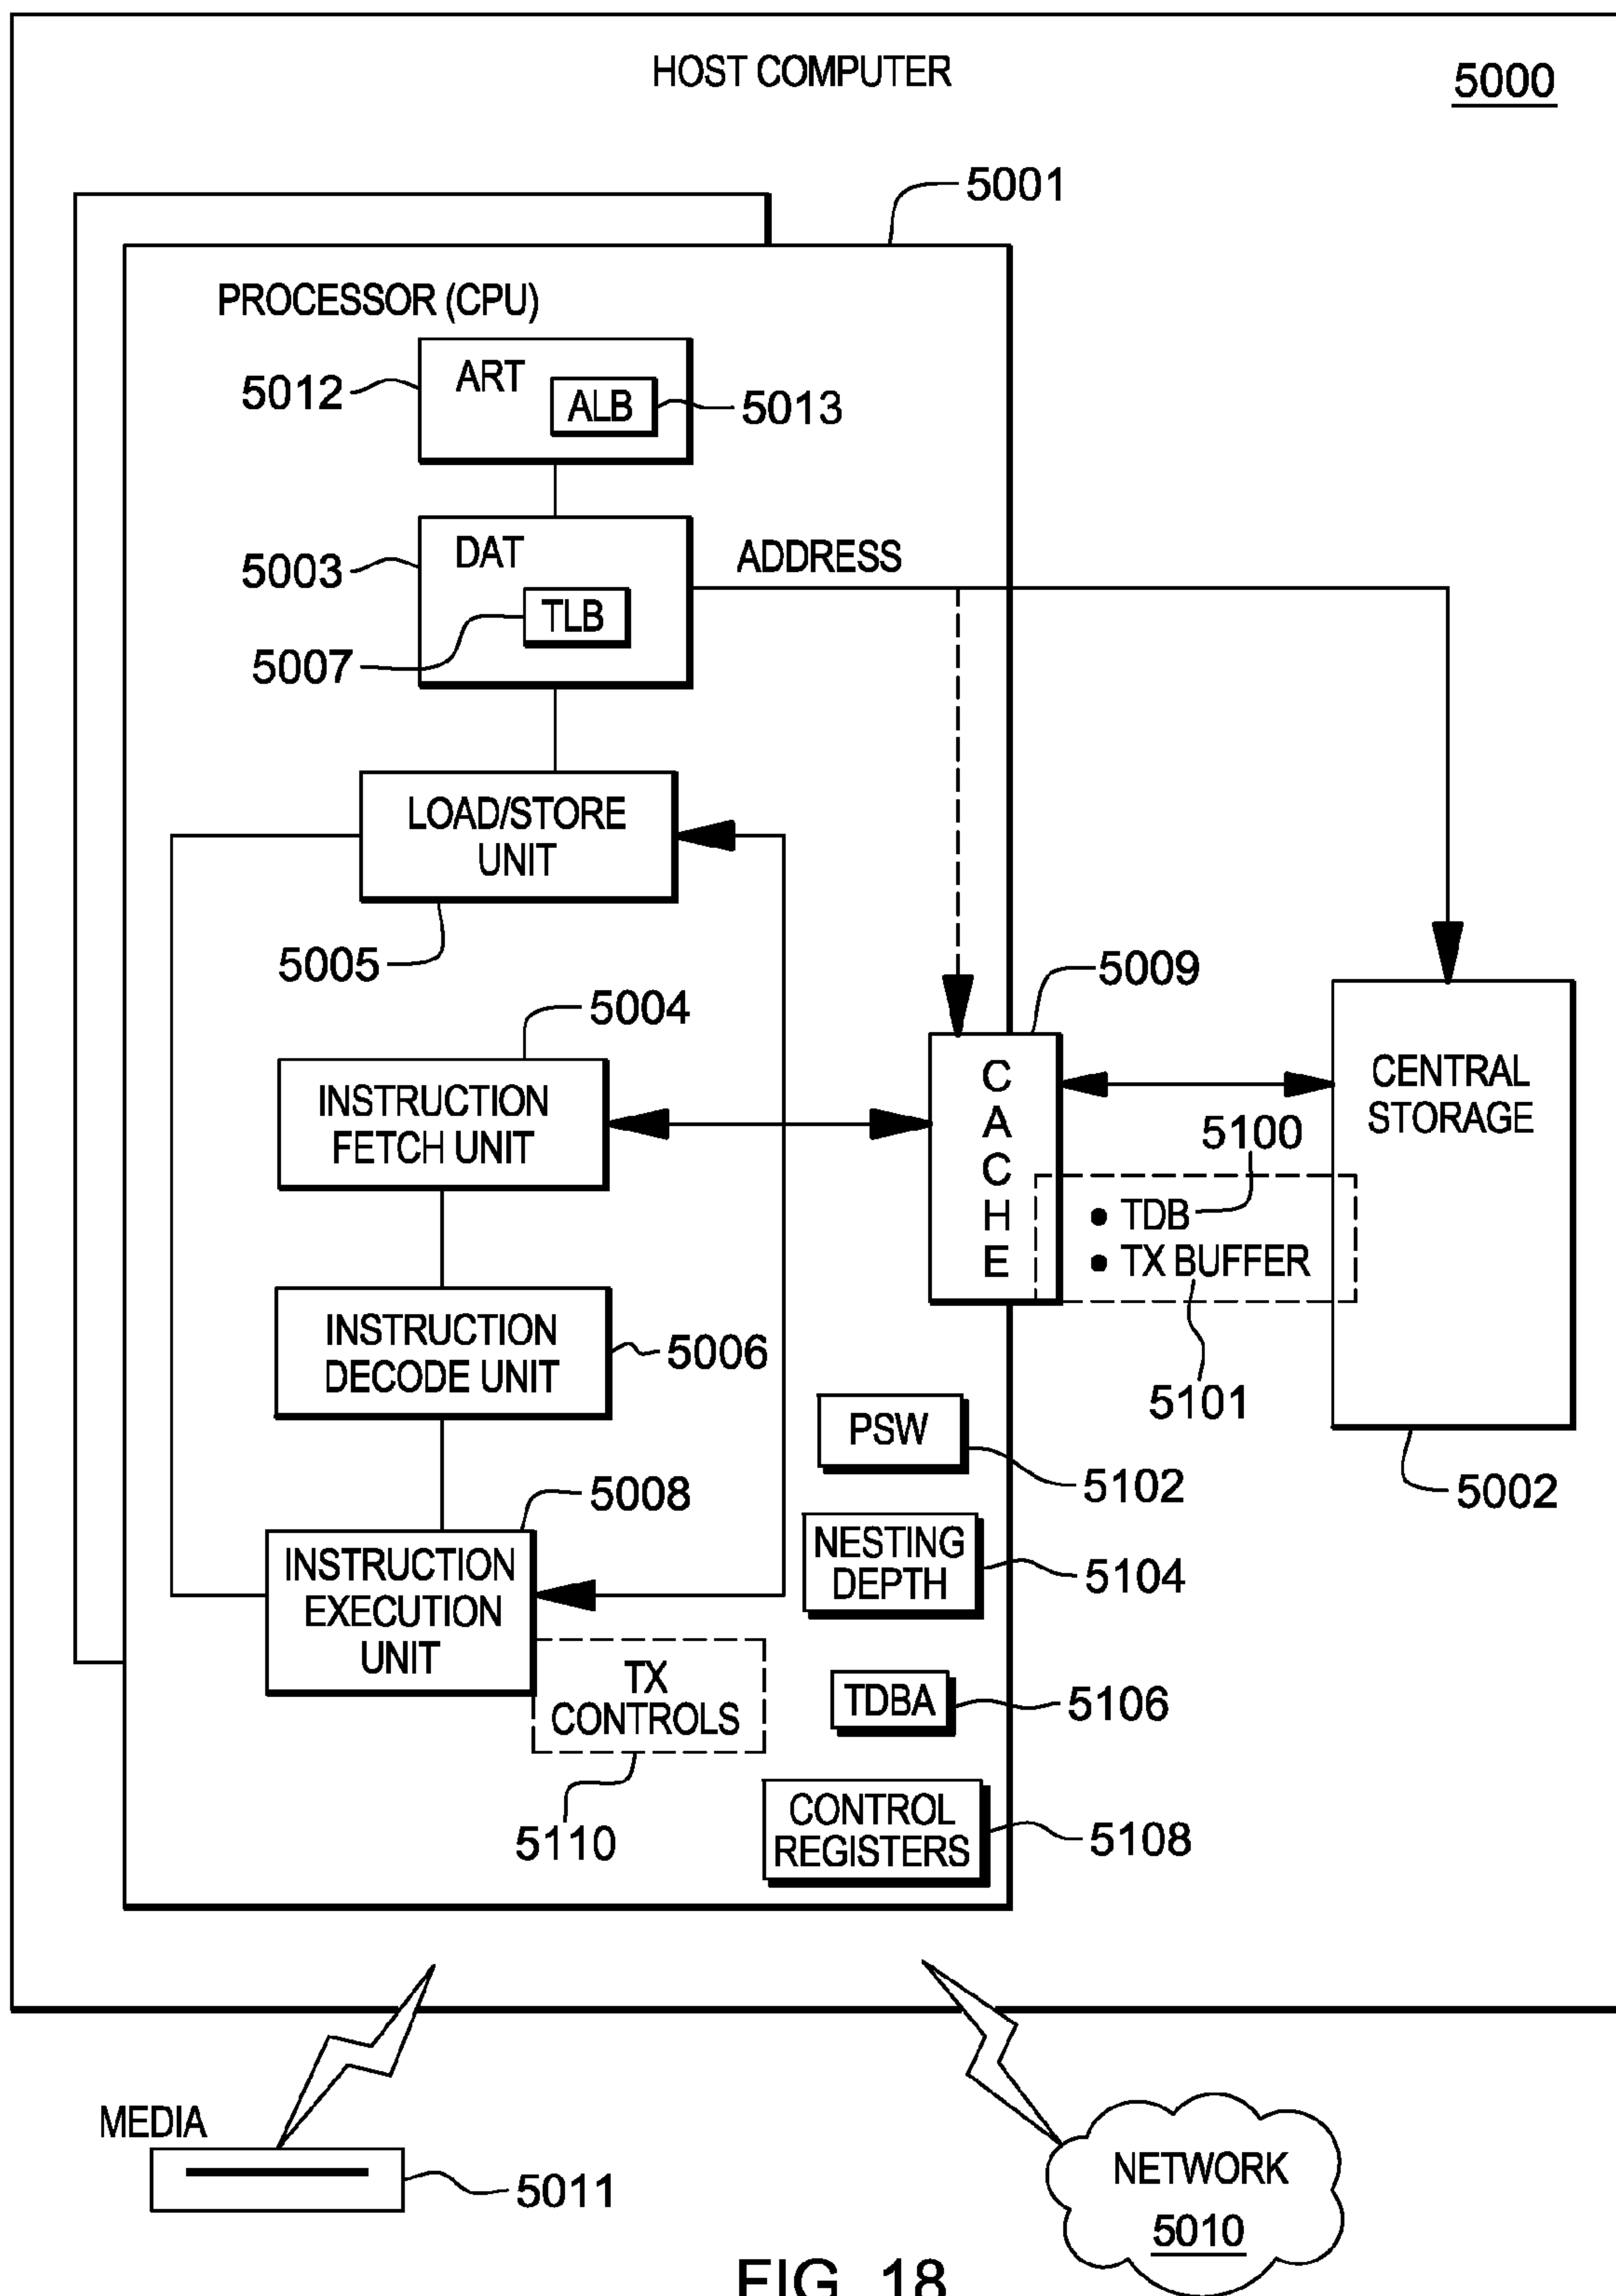 HOST COMPUTER
5000
5001
PROCESSOR (CPU)
ART
5012
ALB
5013
DAT
ADDRESS
5003
TLB
5007
LOAD/STORE
UNIT
5005
5009
5004
CACHE
CENTRAL
STORAGE
INSTRUCTION
FETCH UNIT
5100
• TDB
• TX BUFFER
INSTRUCTION
DECODE UNIT
5006
5101
PSW
5102
5002
5008
INSTRUCTION
EXECUTION
UNIT
NESTING
DEPTH
5104
TX
CONTROLS
TDBA
5106
5110
CONTROL
REGISTERS
5108
MEDIA
5011
NETWORK
5010
FIG. 18